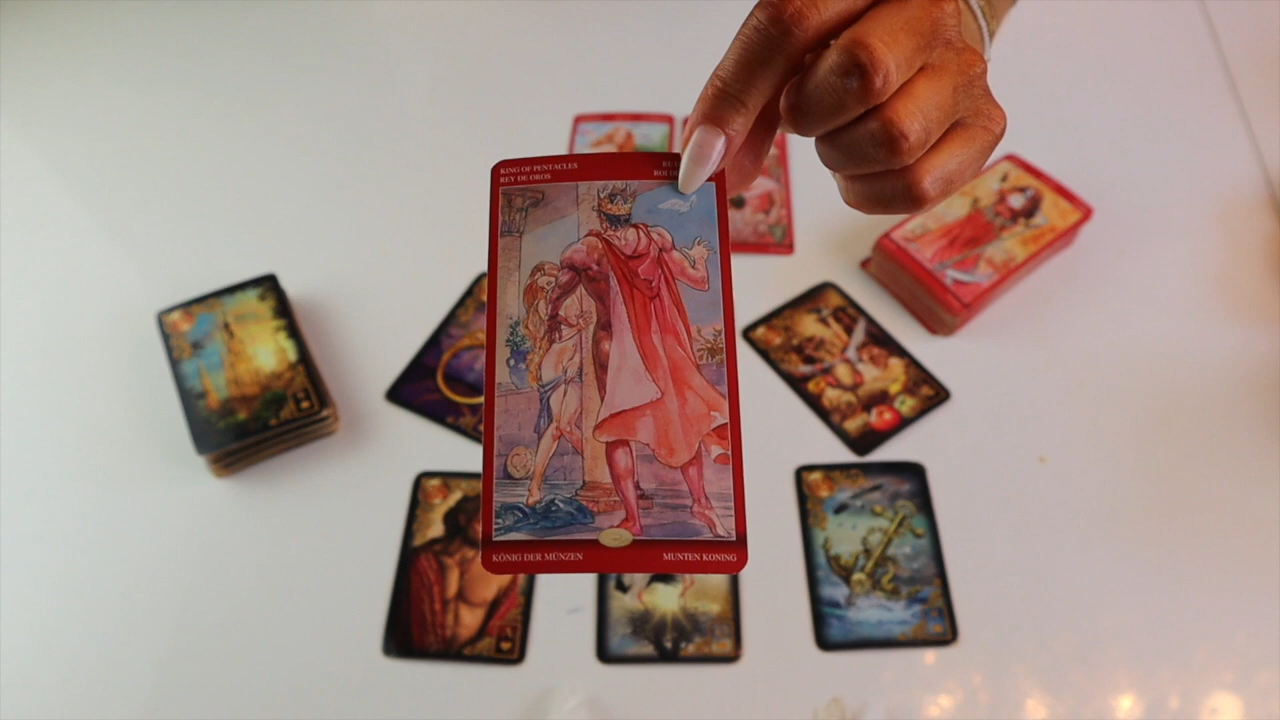 KING OF PENTACLES
REY DE OROS
KÖNIG DER MÜNZEN
MUNTEN KONING